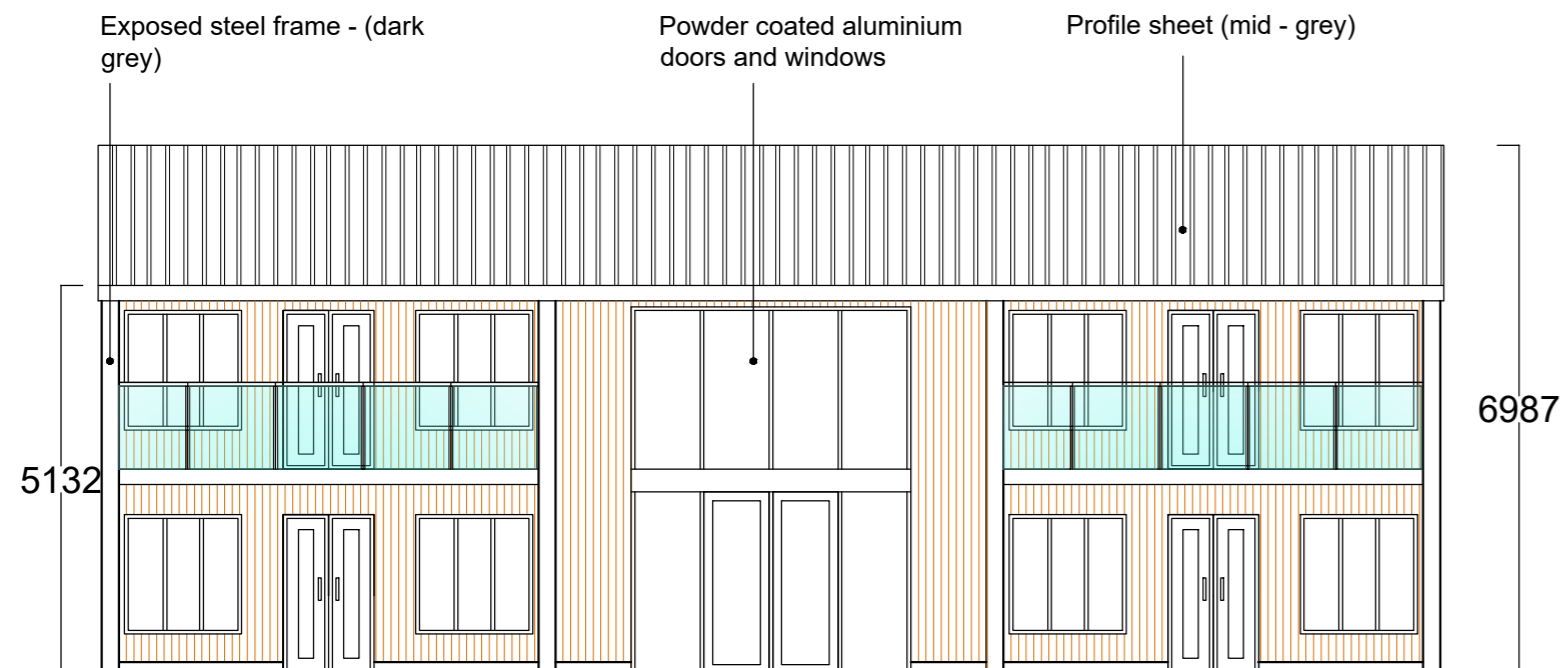 Exposed steel frame - (dark
grey)
Powder coated aluminium
doors and windows
Profile sheet (mid - grey)
6987
5132